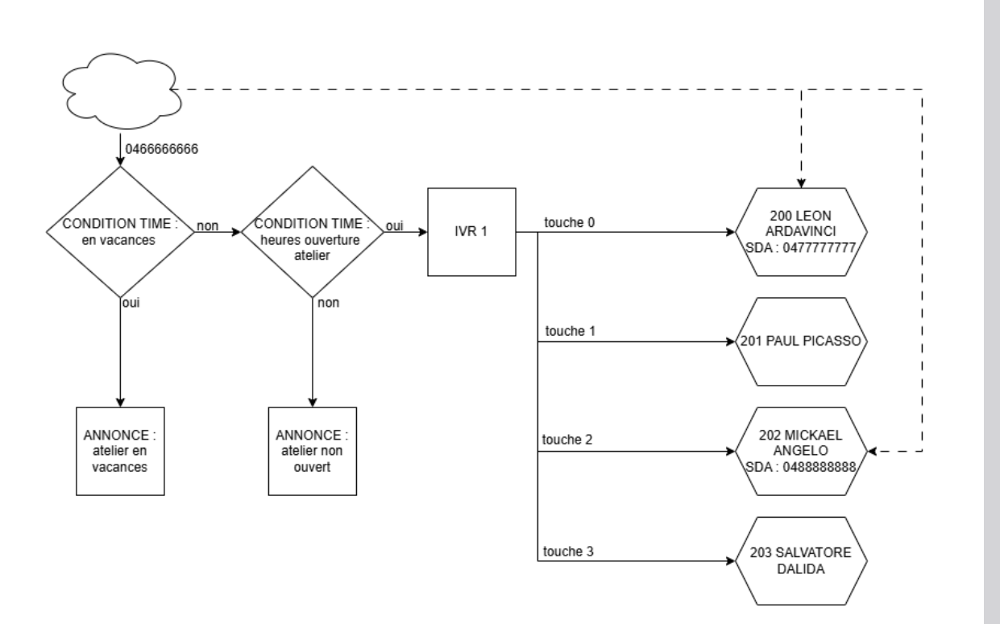 0466666666
CONDITION TIME :
en vacances
non
oui
CONDITION TIME :
heures ouverture
atelier
oui
non
IVR 1
touche 0
200 LEON
ARDAVINCI
SDA : 0477777777
touche 1
201 PAUL PICASSO
touche 2
202 MICKAEL
ANGELO
SDA : 0488888888
touche 3
203 SALVATORE
DALIDA
ANNONCE :
atelier en
vacances
ANNONCE :
atelier non
ouvert